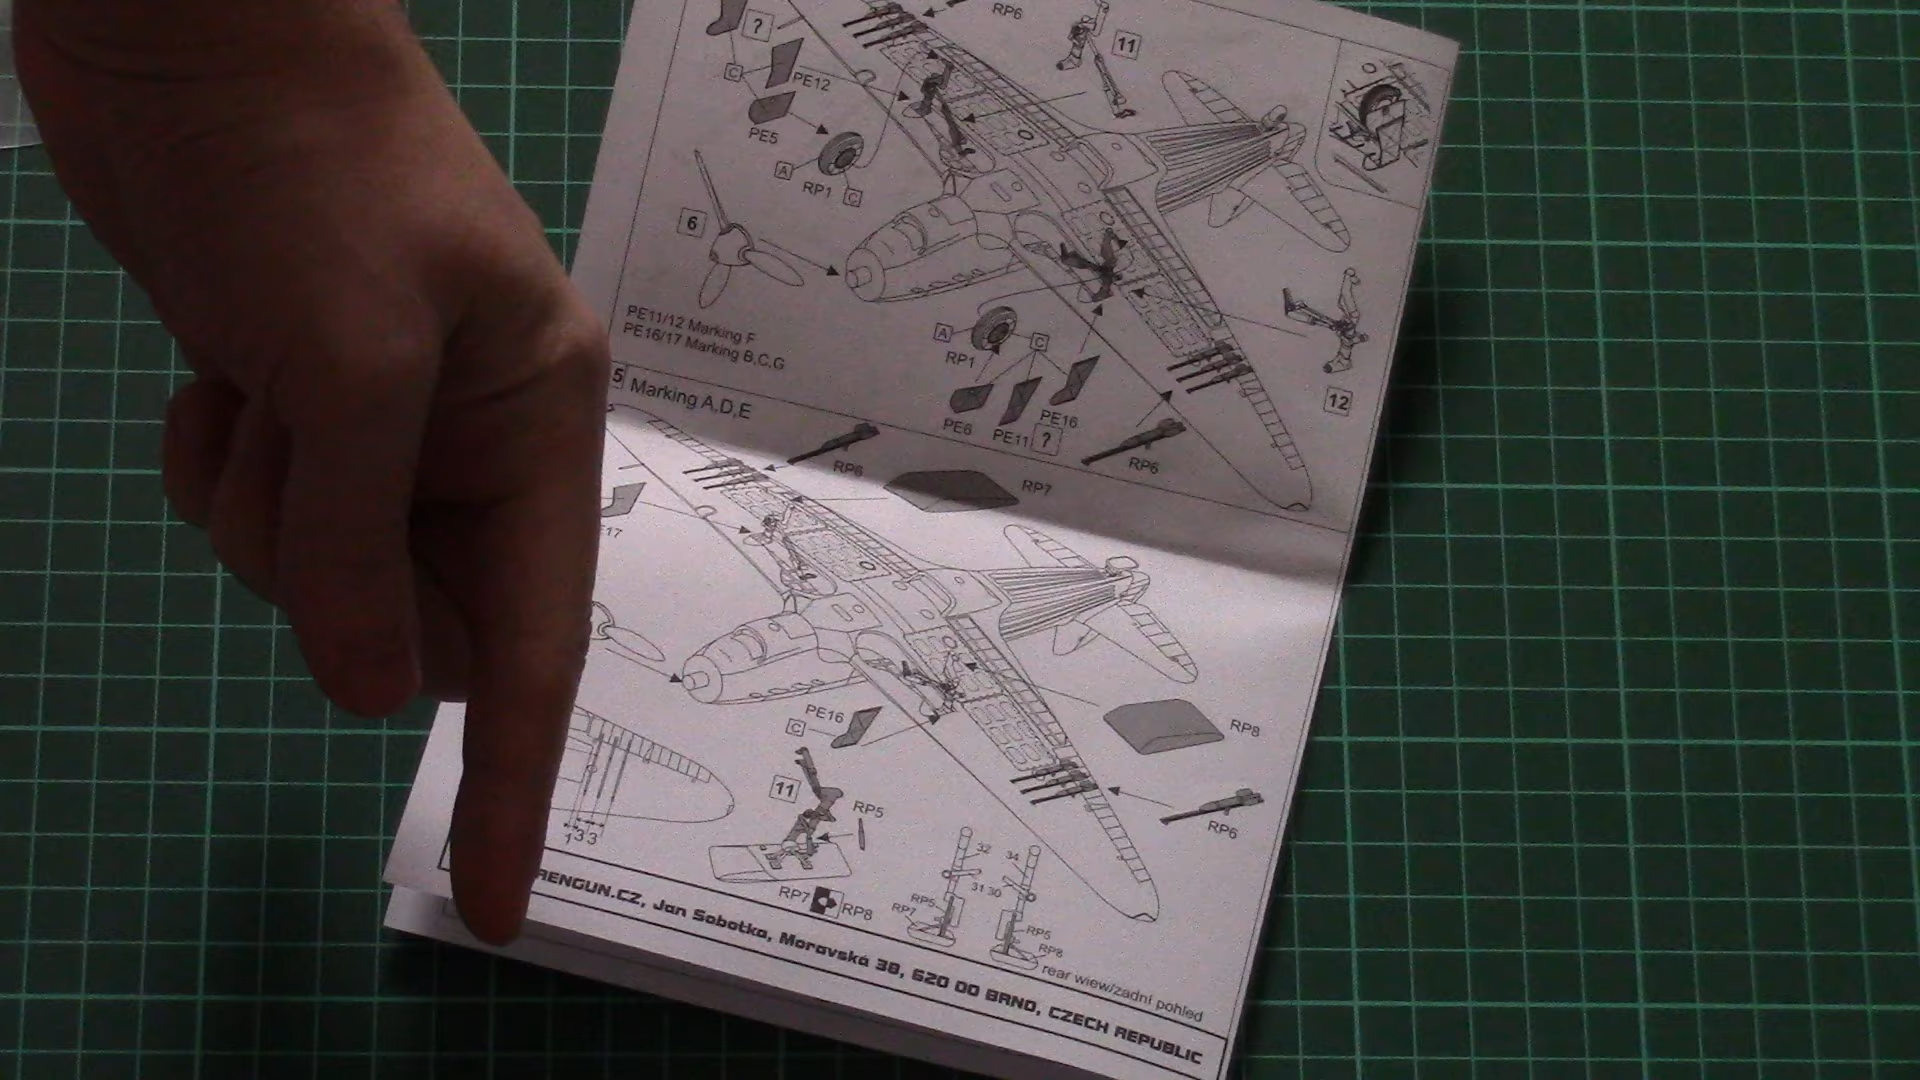 RP6
11
?
C
PE12
PE5
A
RP1
C
6
PE11/12 Marking F
PE16/17 Marking B,C,G
A
RP1
C
PE6
PE11
?
PE16
RP6
12
5 Marking A,D,E
RP6
RP7
17
PE16
C
RP8
RP6
11
RP5
1 3 3
RP7
RP8
32
34
31 30
RP5
RP7
RP5
RP8
rear wiew/zadní pohled
RENGUN.CZ, Jan Sobotka, Moravská 38, 620 00 BRNO, CZECH REPUBLIC